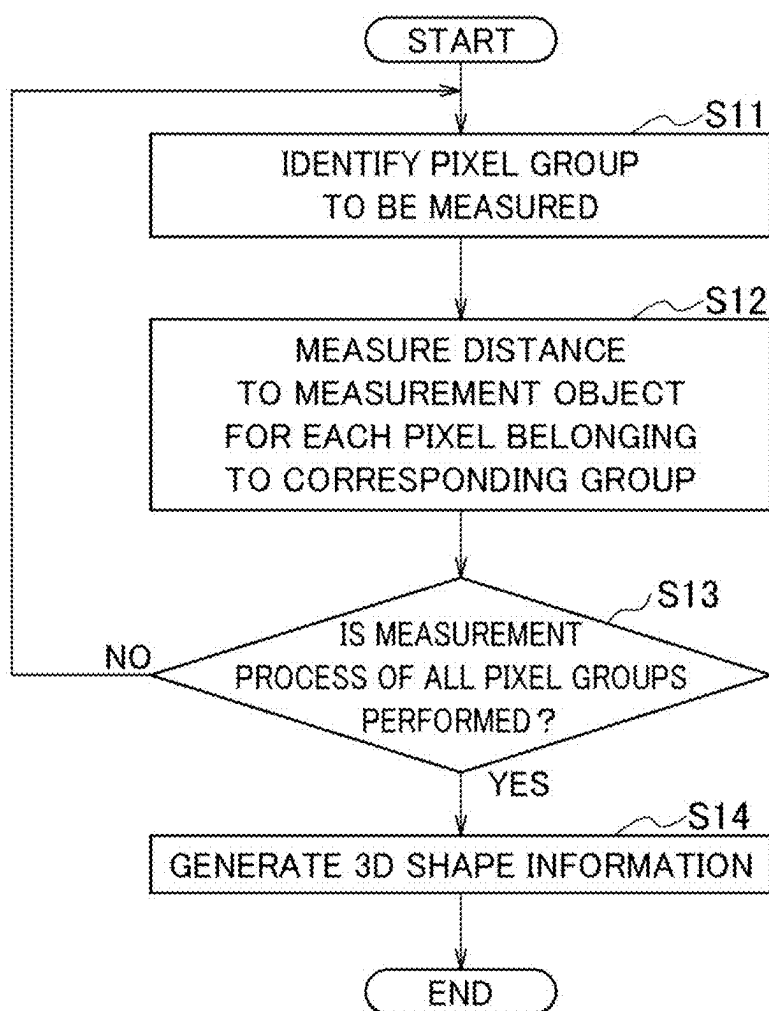 START
S11
IDENTIFY PIXEL GROUP
TO BE MEASURED
S12
MEASURE DISTANCE
TO MEASUREMENT OBJECT
FOR EACH PIXEL BELONGING
TO CORRESPONDING GROUP
S13
IS MEASUREMENT
PROCESS OF ALL PIXEL GROUPS
PERFORMED?
NO
YES
S14
GENERATE 3D SHAPE INFORMATION
END